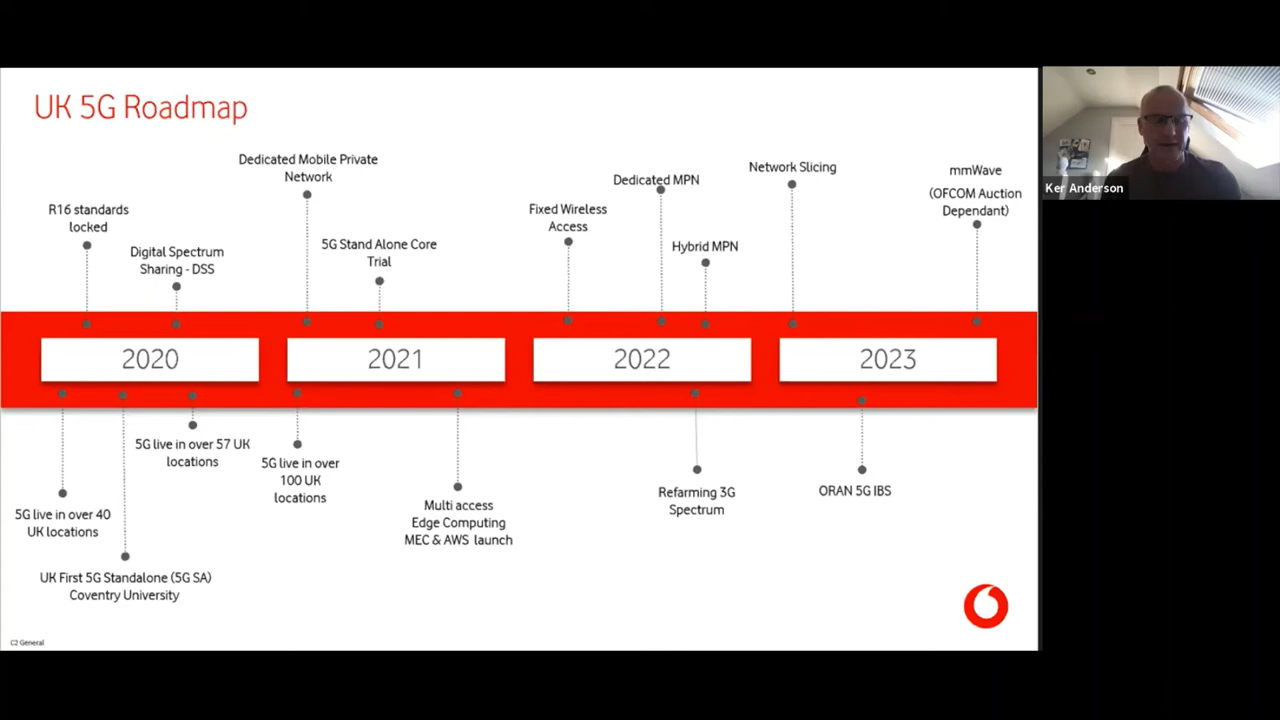 UK 5G Roadmap
Ker Anderson
Dedicated Mobile Private
Network
R16 standards
locked
Digital Spectrum
Sharing - DSS
5G Stand Alone Core
Trial
Fixed Wireless
Access
Dedicated MPN
Hybrid MPN
Network Slicing
mmWave
(OFCOM Auction
Dependant)
2020
2021
2022
2023
5G live in over 40
UK locations
UK First 5G Standalone (5G SA)
Coventry University
5G live in over 57 UK
locations
5G live in over
100 UK
locations
Multi access
Edge Computing
MEC & AWS launch
Refarming 3G
Spectrum
ORAN 5G IBS
C2 General